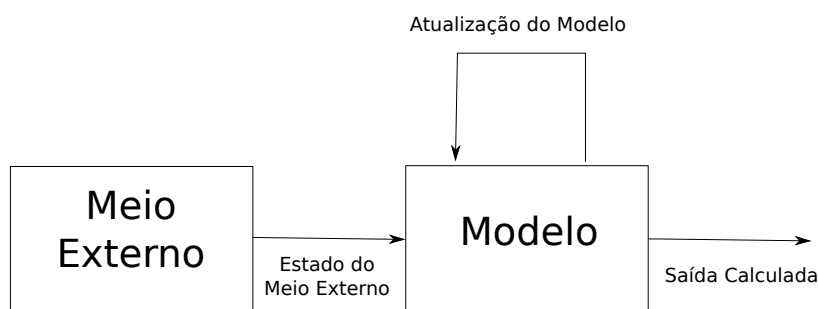 Atualização do Modelo
Meio
Externo
Modelo
Estado do
Meio Externo
Saída Calculada